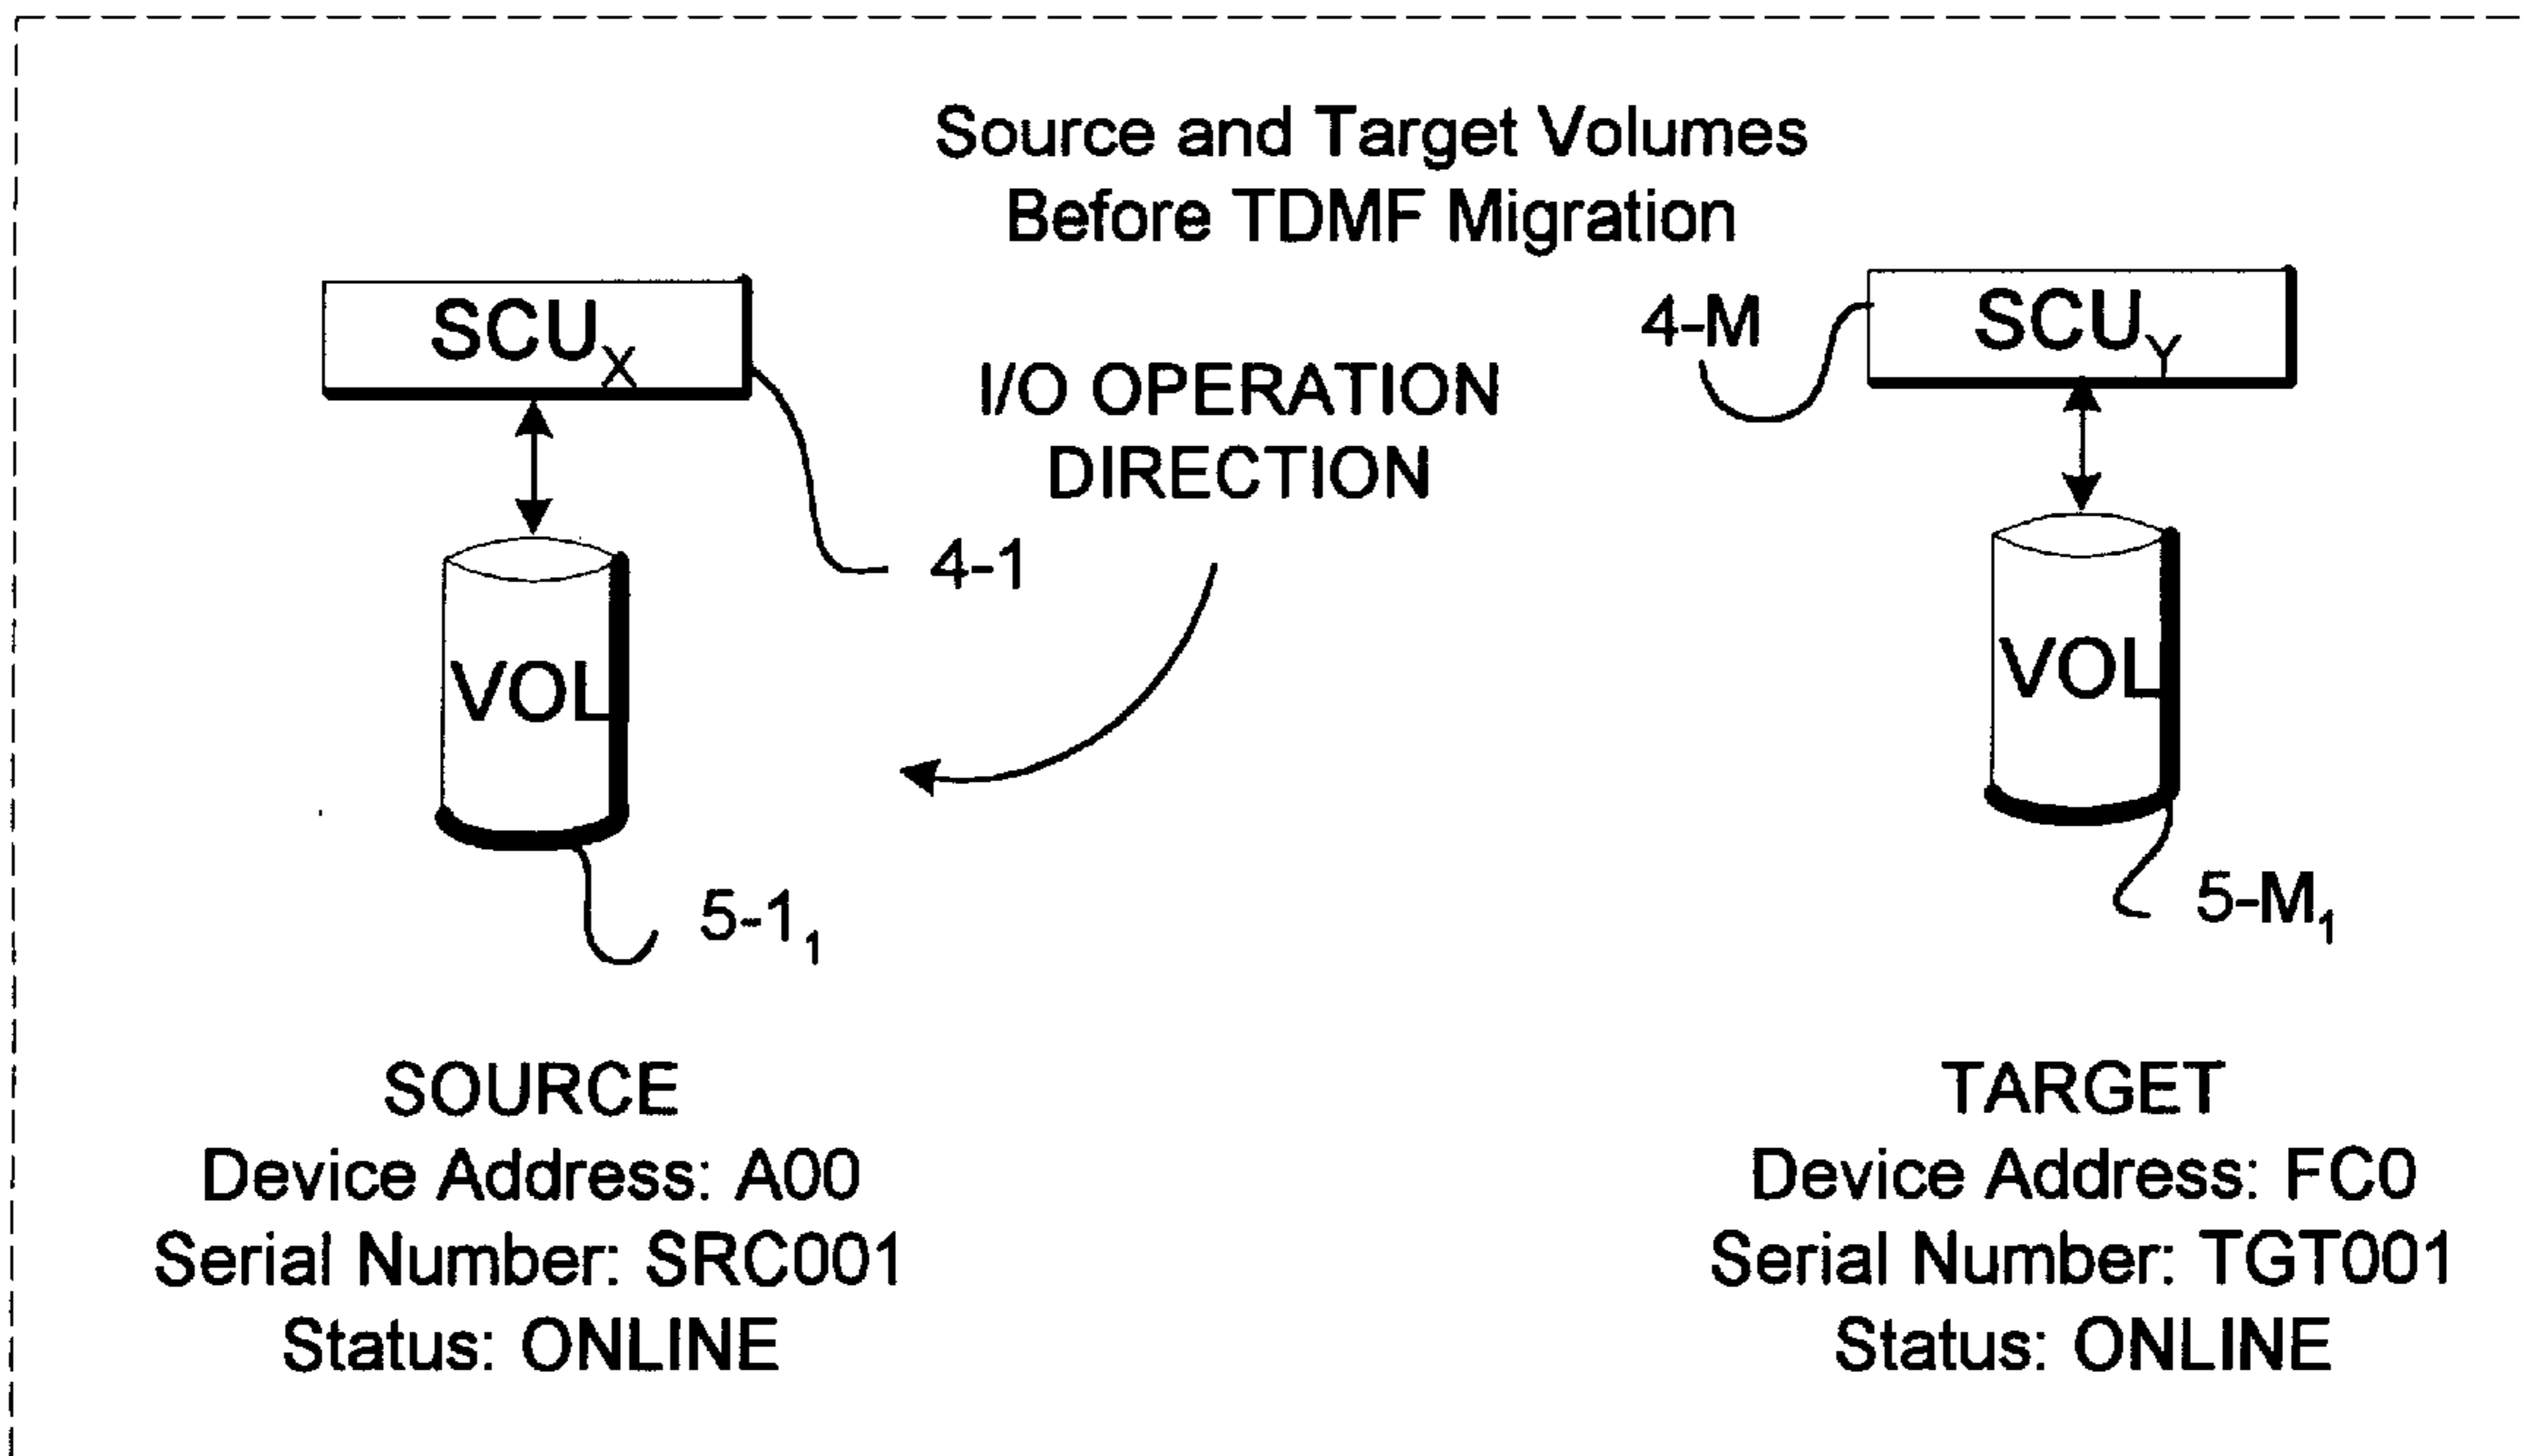 Source and Target Volumes
Before TDMF Migration
SCUX
4-M
SCUY
I/O OPERATION
DIRECTION
4-1
VOL
VOL
5-11
5-M1
SOURCE
Device Address: A00
Serial Number: SRC001
Status: ONLINE
TARGET
Device Address: FC0
Serial Number: TGT001
Status: ONLINE